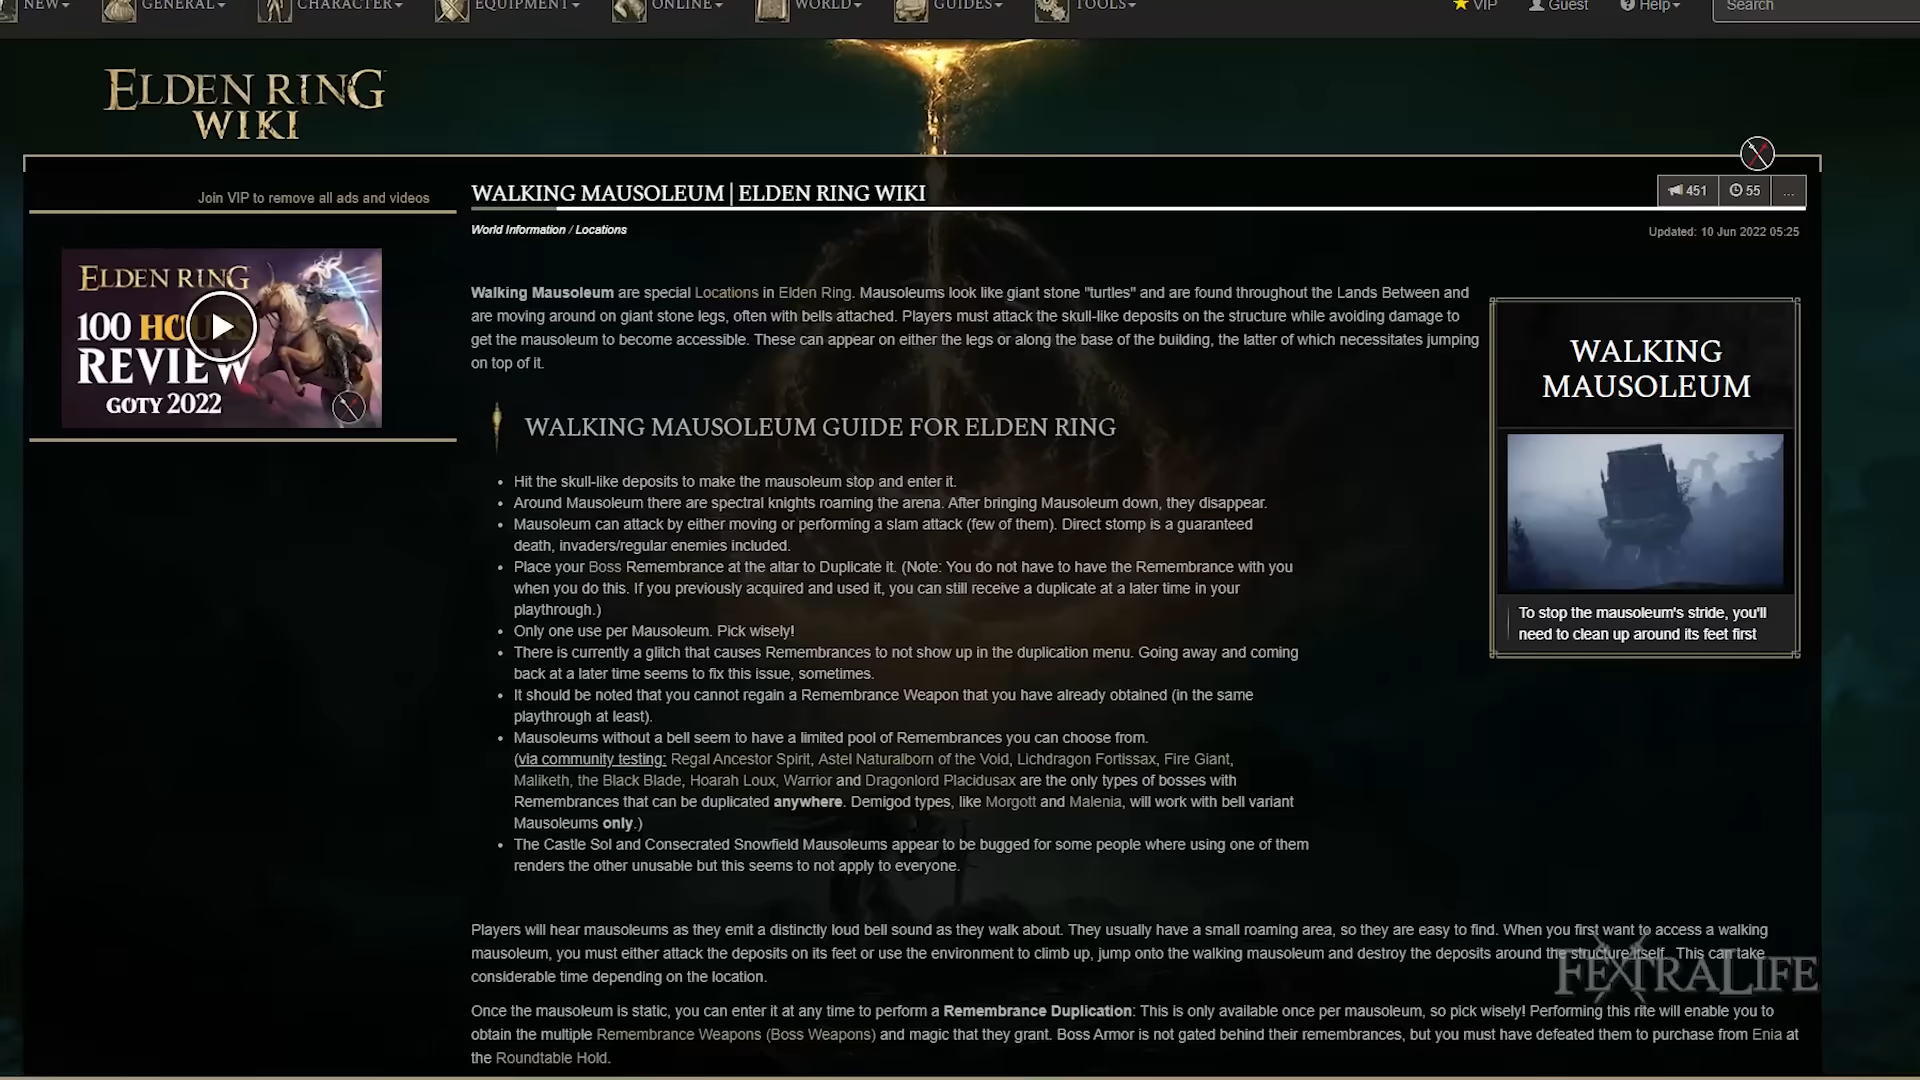 NEW
GENERAL
CHARACTER
EQUIPMENT
ONLINE
WORLD
GUIDES
TOOLS
VIP
Guest
Help
Search
ELDEN RING
WIKI
Join VIP to remove all ads and videos
ELDEN RING
100 HOURS
REVIEW
GOTY 2022
WALKING MAUSOLEUM | ELDEN RING WIKI
451
55
...
World Information / Locations
Updated: 10 Jun 2022 05:25
Walking Mausoleum are special Locations in Elden Ring. Mausoleums look like giant stone "turtles" and are found throughout the Lands Between and
are moving around on giant stone legs, often with bells attached. Players must attack the skull-like deposits on the structure while avoiding damage to
get the mausoleum to become accessible. These can appear on either the legs or along the base of the building, the latter of which necessitates jumping
on top of it.
WALKING
MAUSOLEUM
To stop the mausoleum's stride, you'll
need to clean up around its feet first
WALKING MAUSOLEUM GUIDE FOR ELDEN RING
• Hit the skull-like deposits to make the mausoleum stop and enter it.
• Around Mausoleum there are spectral knights roaming the arena. After bringing Mausoleum down, they disappear.
• Mausoleum can attack by either moving or performing a slam attack (few of them). Direct stomp is a guaranteed
death, invaders/regular enemies included.
• Place your Boss Remembrance at the altar to Duplicate it. (Note: You do not have to have the Remembrance with you
when you do this. If you previously acquired and used it, you can still receive a duplicate at a later time in your
playthrough.)
• Only one use per Mausoleum. Pick wisely!
• There is currently a glitch that causes Remembrances to not show up in the duplication menu. Going away and coming
back at a later time seems to fix this issue, sometimes.
• It should be noted that you cannot regain a Remembrance Weapon that you have already obtained (in the same
playthrough at least).
• Mausoleums without a bell seem to have a limited pool of Remembrances you can choose from.
(via community testing: Regal Ancestor Spirit, Astel Naturalborn of the Void, Lichdragon Fortissax, Fire Giant,
Maliketh, the Black Blade, Hoarah Loux, Warrior and Dragonlord Placidusax are the only types of bosses with
Remembrances that can be duplicated anywhere. Demigod types, like Morgott and Malenia, will work with bell variant
Mausoleums only.)
• The Castle Sol and Consecrated Snowfield Mausoleums appear to be bugged for some people where using one of them
renders the other unusable but this seems to not apply to everyone.
Players will hear mausoleums as they emit a distinctly loud bell sound as they walk about. They usually have a small roaming area, so they are easy to find. When you first want to access a walking
mausoleum, you must either attack the deposits on its feet or use the environment to climb up, jump onto the walking mausoleum and destroy the deposits around the structure itself. This can take
considerable time depending on the location.
Once the mausoleum is static, you can enter it at any time to perform a Remembrance Duplication: This is only available once per mausoleum, so pick wisely! Performing this rite will enable you to
obtain the multiple Remembrance Weapons (Boss Weapons) and magic that they grant. Boss Armor is not gated behind their remembrances, but you must have defeated them to purchase from Enia at
the Roundtable Hold.
FEXTRALIFE